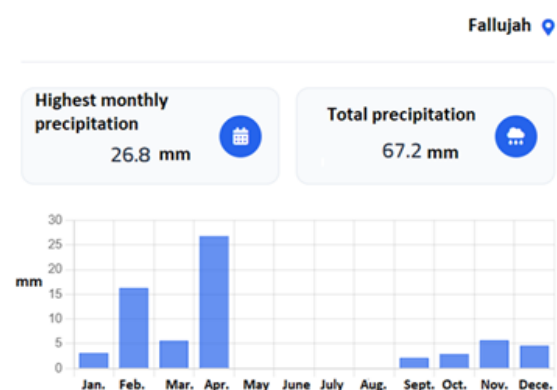 Fallujah
Highest monthly
precipitation
26.8 mm
Total precipitation
67.2 mm
30
25
20
15
10
5
0
mm
Jan. Feb. Mar. Apr. May June July Aug. Sept. Oct. Nov. Dece.